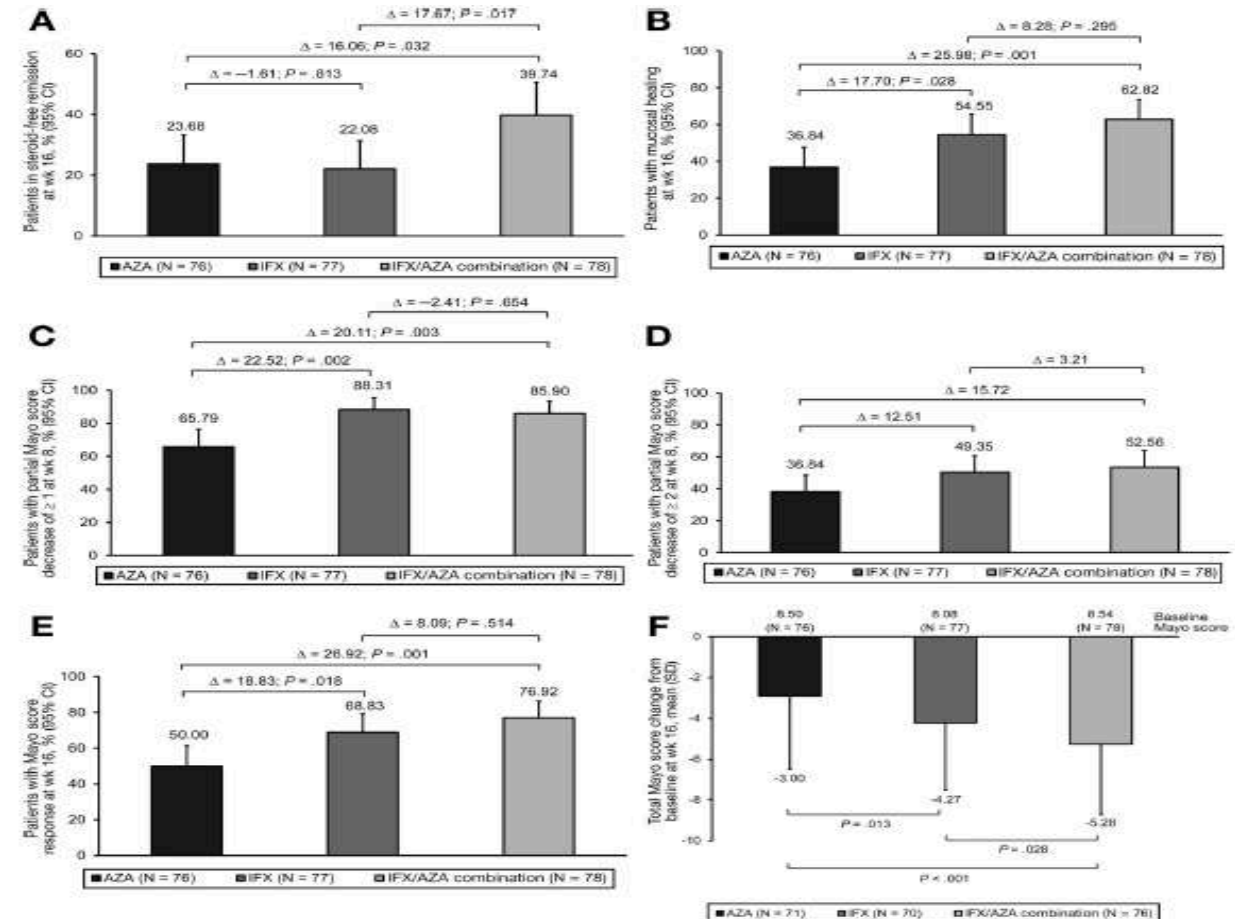 A
Δ = 17.67; P = .017
Δ = 16.06; P = .032
Δ = –1.61; P = .813
Patients in steroid-free remission
at wk 16, % (95% CI)
60
40
20
0
23.68
22.08
39.74
■AZA (N = 76) ■IFX (N = 77) ■IFX/AZA combination (N = 78)
B
Δ = 8.28; P = .295
Δ = 25.98; P = .001
Δ = 17.70; P = .028
Patients with mucosal healing
at wk 16, % (95% CI)
100
80
60
40
20
0
36.84
54.55
62.82
■AZA (N = 76) ■IFX (N = 77) ■IFX/AZA combination (N = 78)
C
Δ = –2.41; P = .654
Δ = 20.11; P = .003
Δ = 22.52; P = .002
Patients with partial Mayo score
decrease of ≥ 1 at wk 8, % (95% CI)
100
80
60
40
20
0
65.79
88.31
85.90
■AZA (N = 76) ■IFX (N = 77) ■IFX/AZA combination (N = 78)
D
Δ = 3.21
Δ = 15.72
Δ = 12.51
Patients with partial Mayo score
decrease of ≥ 2 at wk 8, % (95% CI)
100
80
60
40
20
0
36.84
49.35
52.56
■AZA (N = 76) ■IFX (N = 77) ■IFX/AZA combination (N = 78)
E
Δ = 8.09; P = .514
Δ = 26.92; P = .001
Δ = 18.83; P = .018
Patients with Mayo score
response at wk 16, % (95% CI)
100
80
60
40
20
0
50.00
68.83
76.92
■AZA (N = 76) ■IFX (N = 77) ■IFX/AZA combination (N = 78)
F
8.50 8.08 8.54 Baseline
(N = 76) (N = 77) (N = 78) Mayo score
Total Mayo score change from
baseline at wk 16, mean (SD)
0
-2
-4
-6
-8
-10
-3.00
-4.27
-5.28
P = .013
P = .028
P < .001
■AZA (N = 71) ■IFX (N = 70) ■IFX/AZA combination (N = 76)